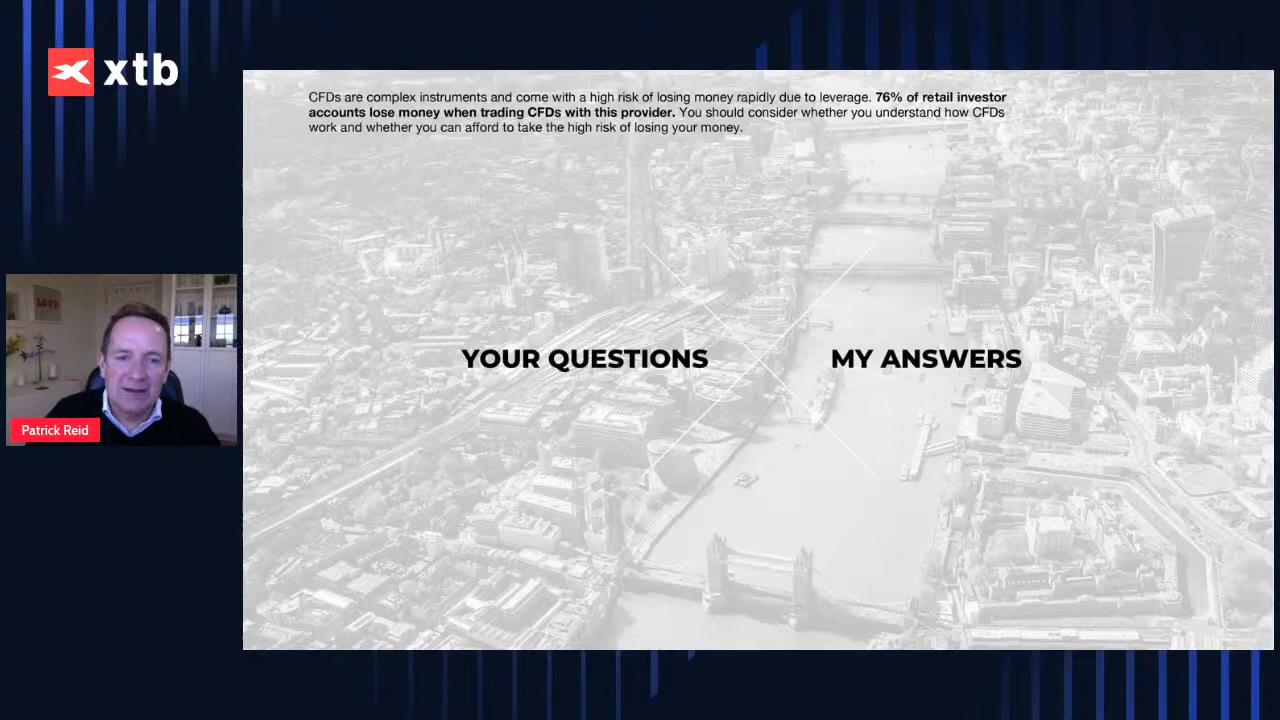 xtb
CFDs are complex instruments and come with a high risk of losing money rapidly due to leverage. 76% of retail investor
accounts lose money when trading CFDs with this provider. You should consider whether you understand how CFDs
work and whether you can afford to take the high risk of losing your money.
YOUR QUESTIONS
MY ANSWERS
Patrick Reid